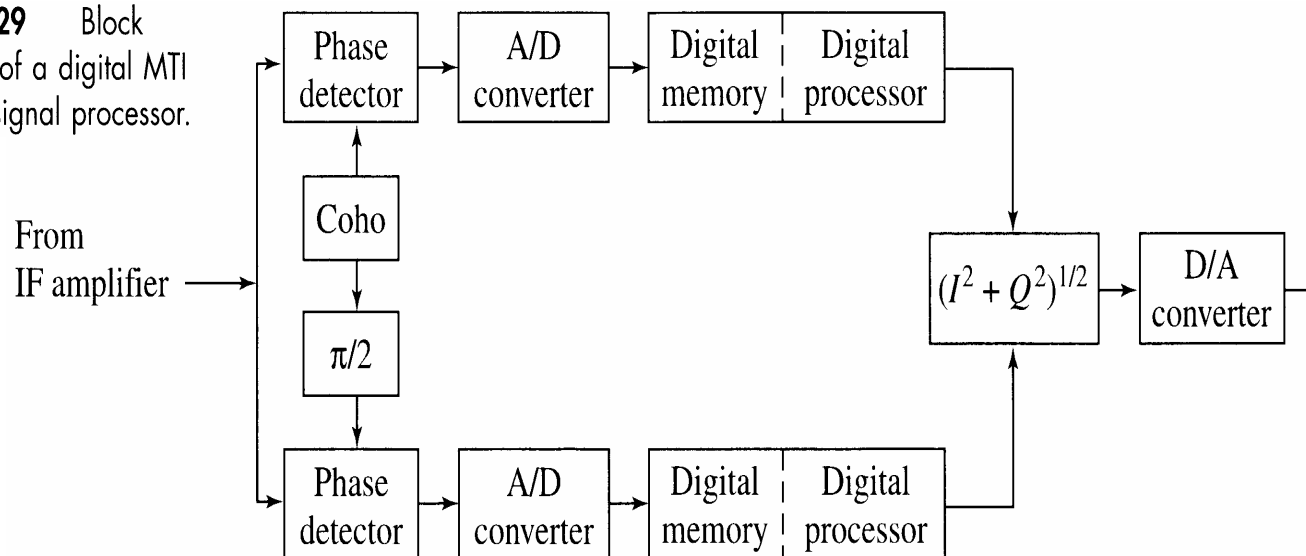 29 Block
of a digital MTI
signal processor.
Phase
detector
A/D
converter
Digital
memory
Digital
processor
Coho
From
IF amplifier
π/2
(I² + Q²)^1/2
D/A
converter
Phase
detector
A/D
converter
Digital
memory
Digital
processor